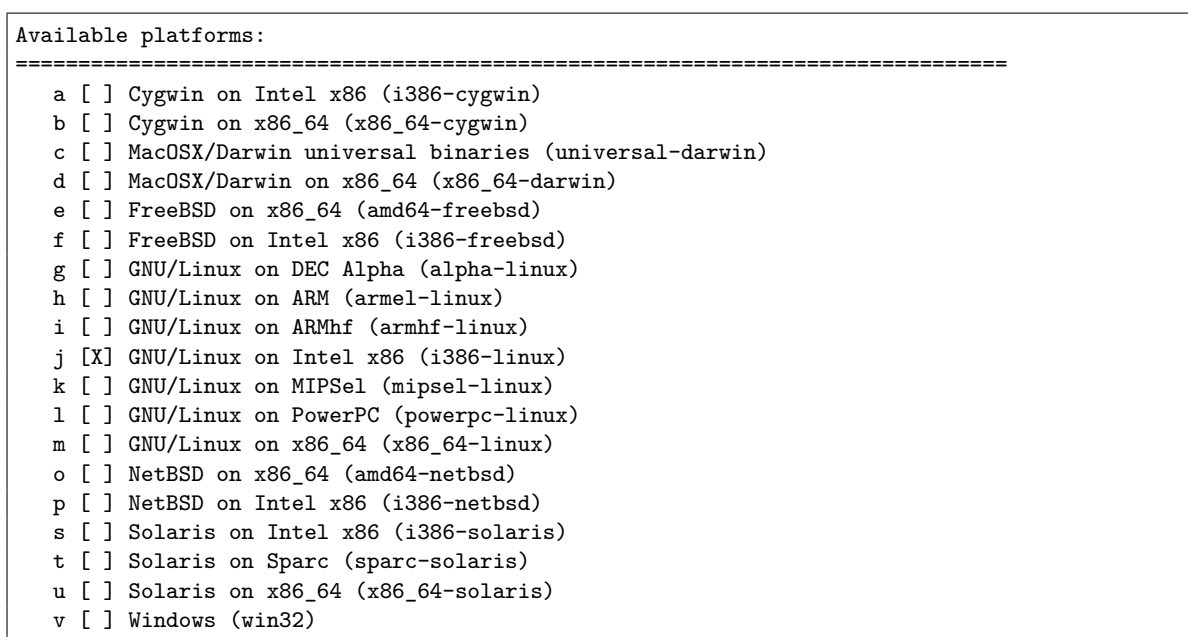 Available platforms:
===============================================================================
a [ ] Cygwin on Intel x86 (i386-cygwin)
b [ ] Cygwin on x86_64 (x86_64-cygwin)
c [ ] MacOSX/Darwin universal binaries (universal-darwin)
d [ ] MacOSX/Darwin on x86_64 (x86_64-darwin)
e [ ] FreeBSD on x86_64 (amd64-freebsd)
f [ ] FreeBSD on Intel x86 (i386-freebsd)
g [ ] GNU/Linux on DEC Alpha (alpha-linux)
h [ ] GNU/Linux on ARM (armel-linux)
i [ ] GNU/Linux on ARMhf (armhf-linux)
j [X] GNU/Linux on Intel x86 (i386-linux)
k [ ] GNU/Linux on MIPSel (mipsel-linux)
l [ ] GNU/Linux on PowerPC (powerpc-linux)
m [ ] GNU/Linux on x86_64 (x86_64-linux)
o [ ] NetBSD on x86_64 (amd64-netbsd)
p [ ] NetBSD on Intel x86 (i386-netbsd)
s [ ] Solaris on Intel x86 (i386-solaris)
t [ ] Solaris on Sparc (sparc-solaris)
u [ ] Solaris on x86_64 (x86_64-solaris)
v [ ] Windows (win32)